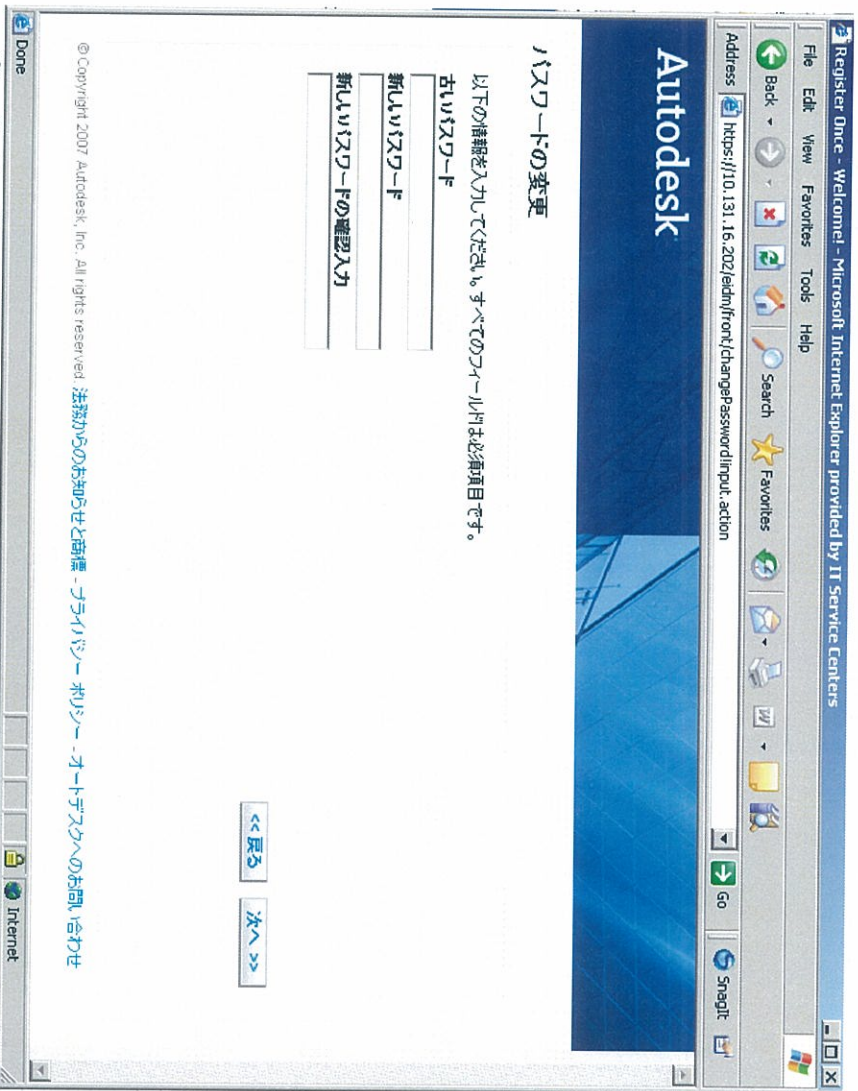 Register Once - Welcome! - Microsoft Internet Explorer provided by IT Service Centers
File Edit View Favorites Tools Help
Back Search Favorites
Address https://10.131.16.202/eidm/front/changePassword!input.action Go SnagIt
Autodesk
パスワードの変更
以下の情報を入力してください。すべてのフィールドは必須項目です。
古いパスワード
新しいパスワード
新しいパスワードの確認入力
<< 戻る 次へ >>
© Copyright 2007 Autodesk, Inc. All rights reserved. 法務からのお知らせと商標 - プライバシー ポリシー - オートデスクへのお問い合わせ
Done Internet